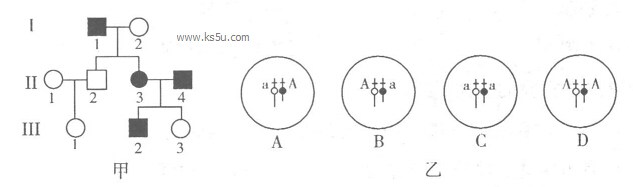 I
1
2
www.ks5u.com
II
1
2
3
4
III
1
2
3
甲
a A
A a
a a
A A
A
B
C
D
乙